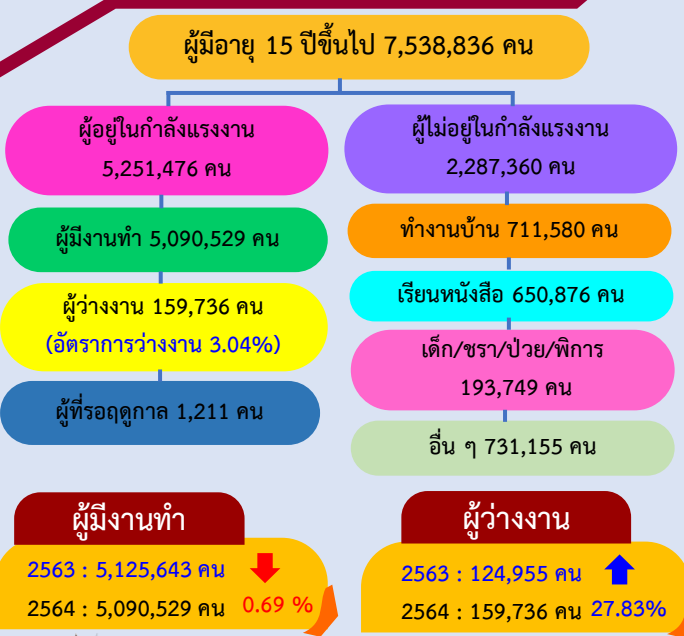 ผู้มีอายุ 15 ปีขึ้นไป 7,538,836 คน
ผู้อยู่ในกำลังแรงงาน
5,251,476 คน
ผู้มีงานทำ 5,090,529 คน
ผู้ว่างงาน 159,736 คน
(อัตราการว่างงาน 3.04%)
ผู้ที่รอฤดูกาล 1,211 คน
ผู้ไม่อยู่ในกำลังแรงงาน
2,287,360 คน
ทำงานบ้าน 711,580 คน
เรียนหนังสือ 650,876 คน
เด็ก/ชรา/ป่วย/พิการ
193,749 คน
อื่น ๆ 731,155 คน
ผู้มีงานทำ
2563 : 5,125,643 คน
2564 : 5,090,529 คน 0.69 %
ผู้ว่างงาน
2563 : 124,955 คน
2564 : 159,736 คน 27.83%